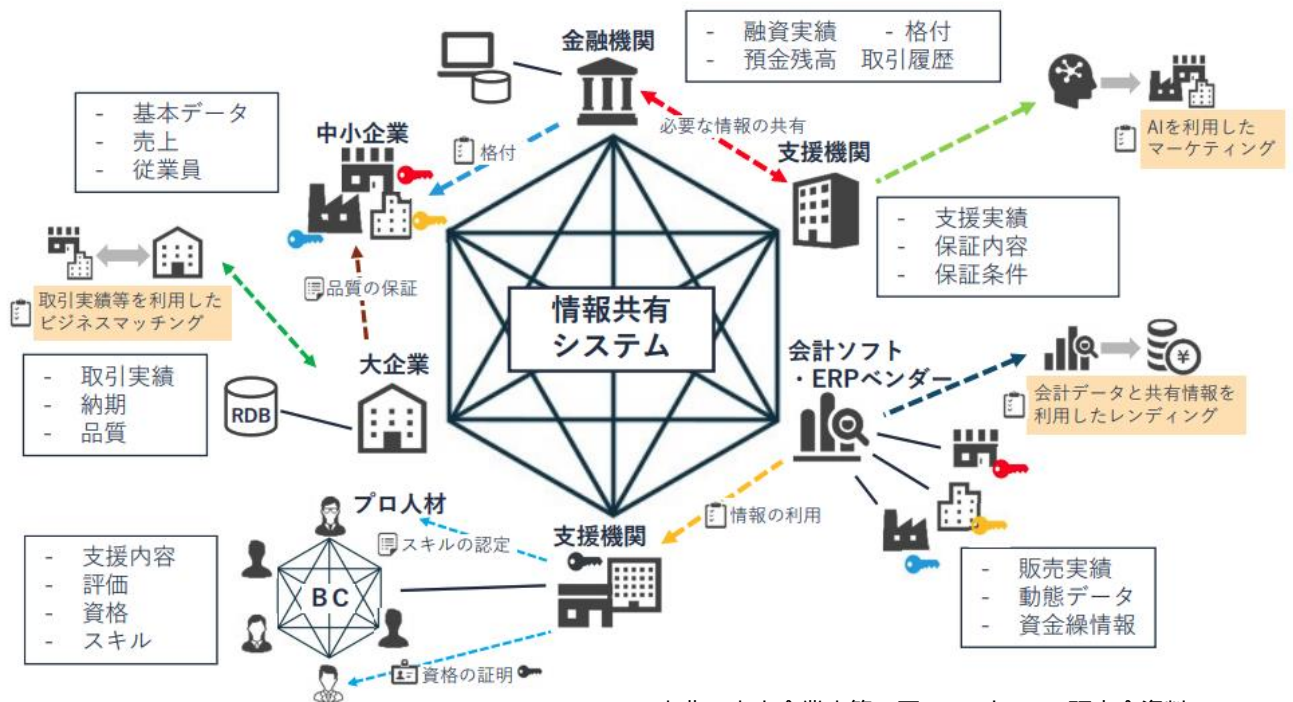 金融機関
- 融資実績 - 格付
- 預金残高 取引履歴
- 基本データ
- 売上
- 従業員
中小企業
格付
必要な情報の共有
支援機関
AIを利用した
マーケティング
- 支援実績
- 保証内容
- 保証条件
取引実績等を利用した
ビジネスマッチング
品質の保証
情報共有
システム
大企業
RDB
- 取引実績
- 納期
- 品質
会計ソフト
・ERPベンダー
会計データと共有情報を
利用したレンディング
情報の利用
支援機関
プロ人材
スキルの認定
BC
- 支援内容
- 評価
- 資格
- スキル
資格の証明
- 販売実績
- 動態データ
- 資金繰情報